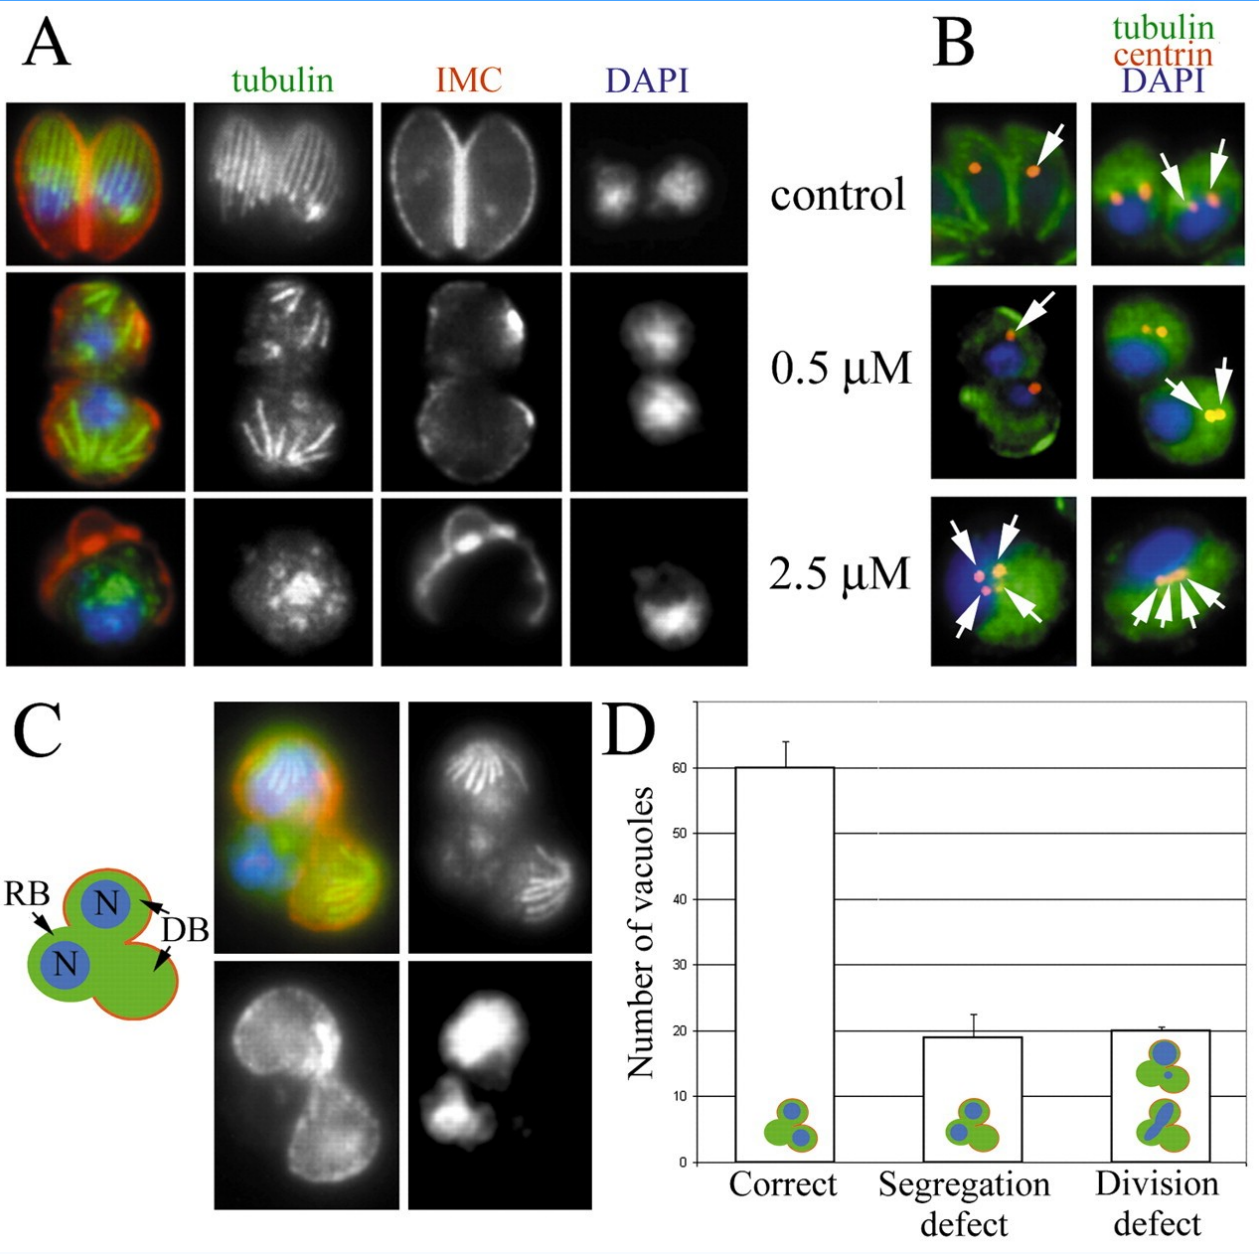 A
tubulin
IMC
DAPI
B
tubulin
centrin
DAPI
control
0.5 μM
2.5 μM
C
RB
N
DB
N
D
Number of vacuoles
60
50
40
30
20
10
0
Correct
Segregation
defect
Division
defect